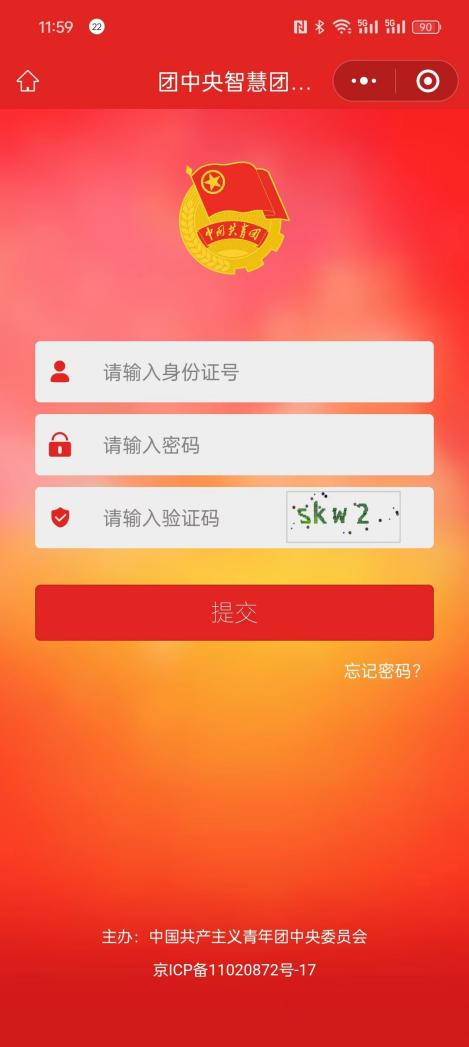 11:59
22
5G
5G
90
团中央智慧团…
中国共青团
请输入身份证号
请输入密码
请输入验证码
skw2
提交
忘记密码?
主办：中国共产主义青年团中央委员会
京ICP备11020872号-17